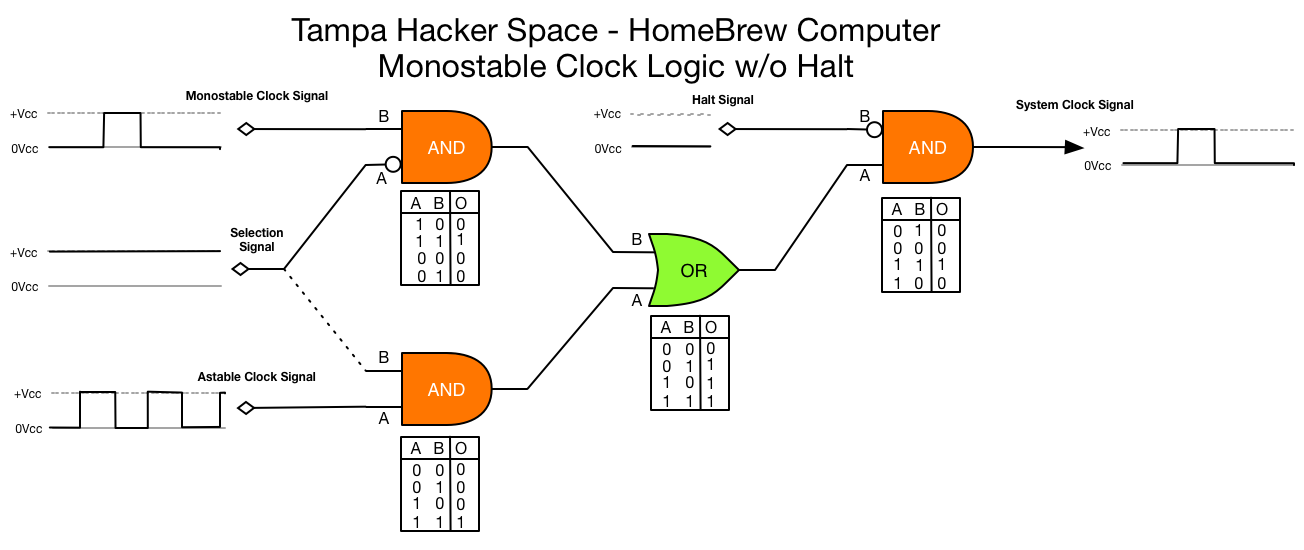 Tampa Hacker Space - HomeBrew Computer
Monostable Clock Logic w/o Halt
Monostable Clock Signal
+Vcc
0Vcc
B
A
AND
A B O
1 0 0
1 1 1
0 0 0
0 1 0
Selection
Signal
+Vcc
0Vcc
Astable Clock Signal
+Vcc
0Vcc
B
A
AND
A B O
0 0 0
0 1 0
1 0 0
1 1 1
B
A
OR
A B O
0 0 0
0 1 1
1 0 1
1 1 1
Halt Signal
+Vcc
0Vcc
B
A
AND
A B O
0 1 0
0 0 0
1 1 1
1 0 0
System Clock Signal
+Vcc
0Vcc